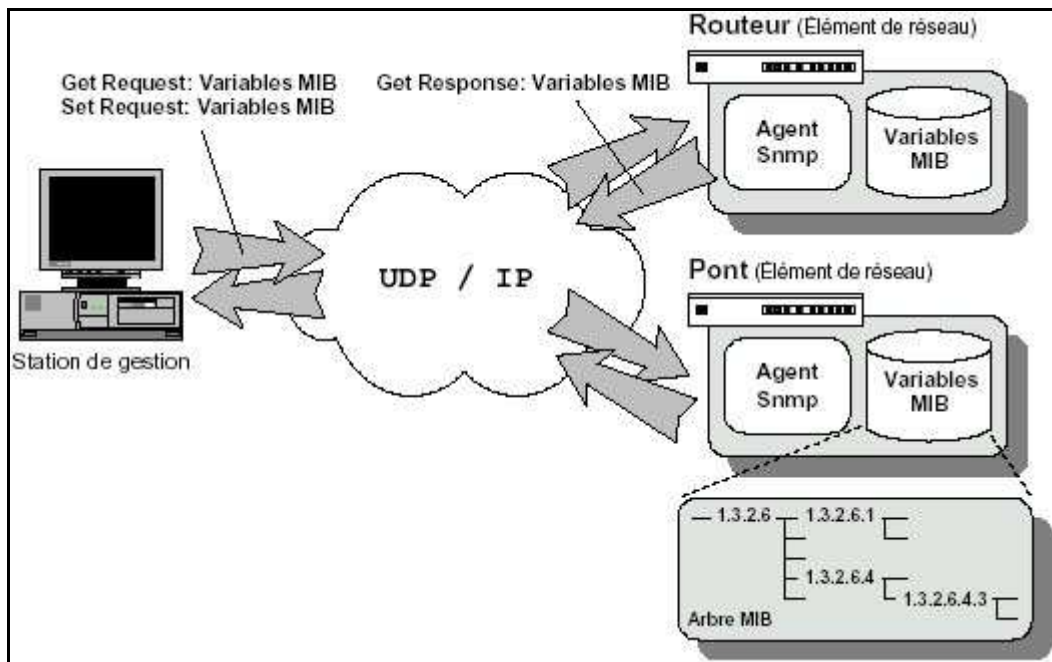 Routeur (Élément de réseau)
Get Request: Variables MIB
Set Request: Variables MIB
Get Response: Variables MIB
Agent
Snmp
Variables
MIB
UDP / IP
Station de gestion
Pont (Élément de réseau)
Agent
Snmp
Variables
MIB
1.3.2.6
1.3.2.6.1
1.3.2.6.4
1.3.2.6.4.3
Arbre MIB